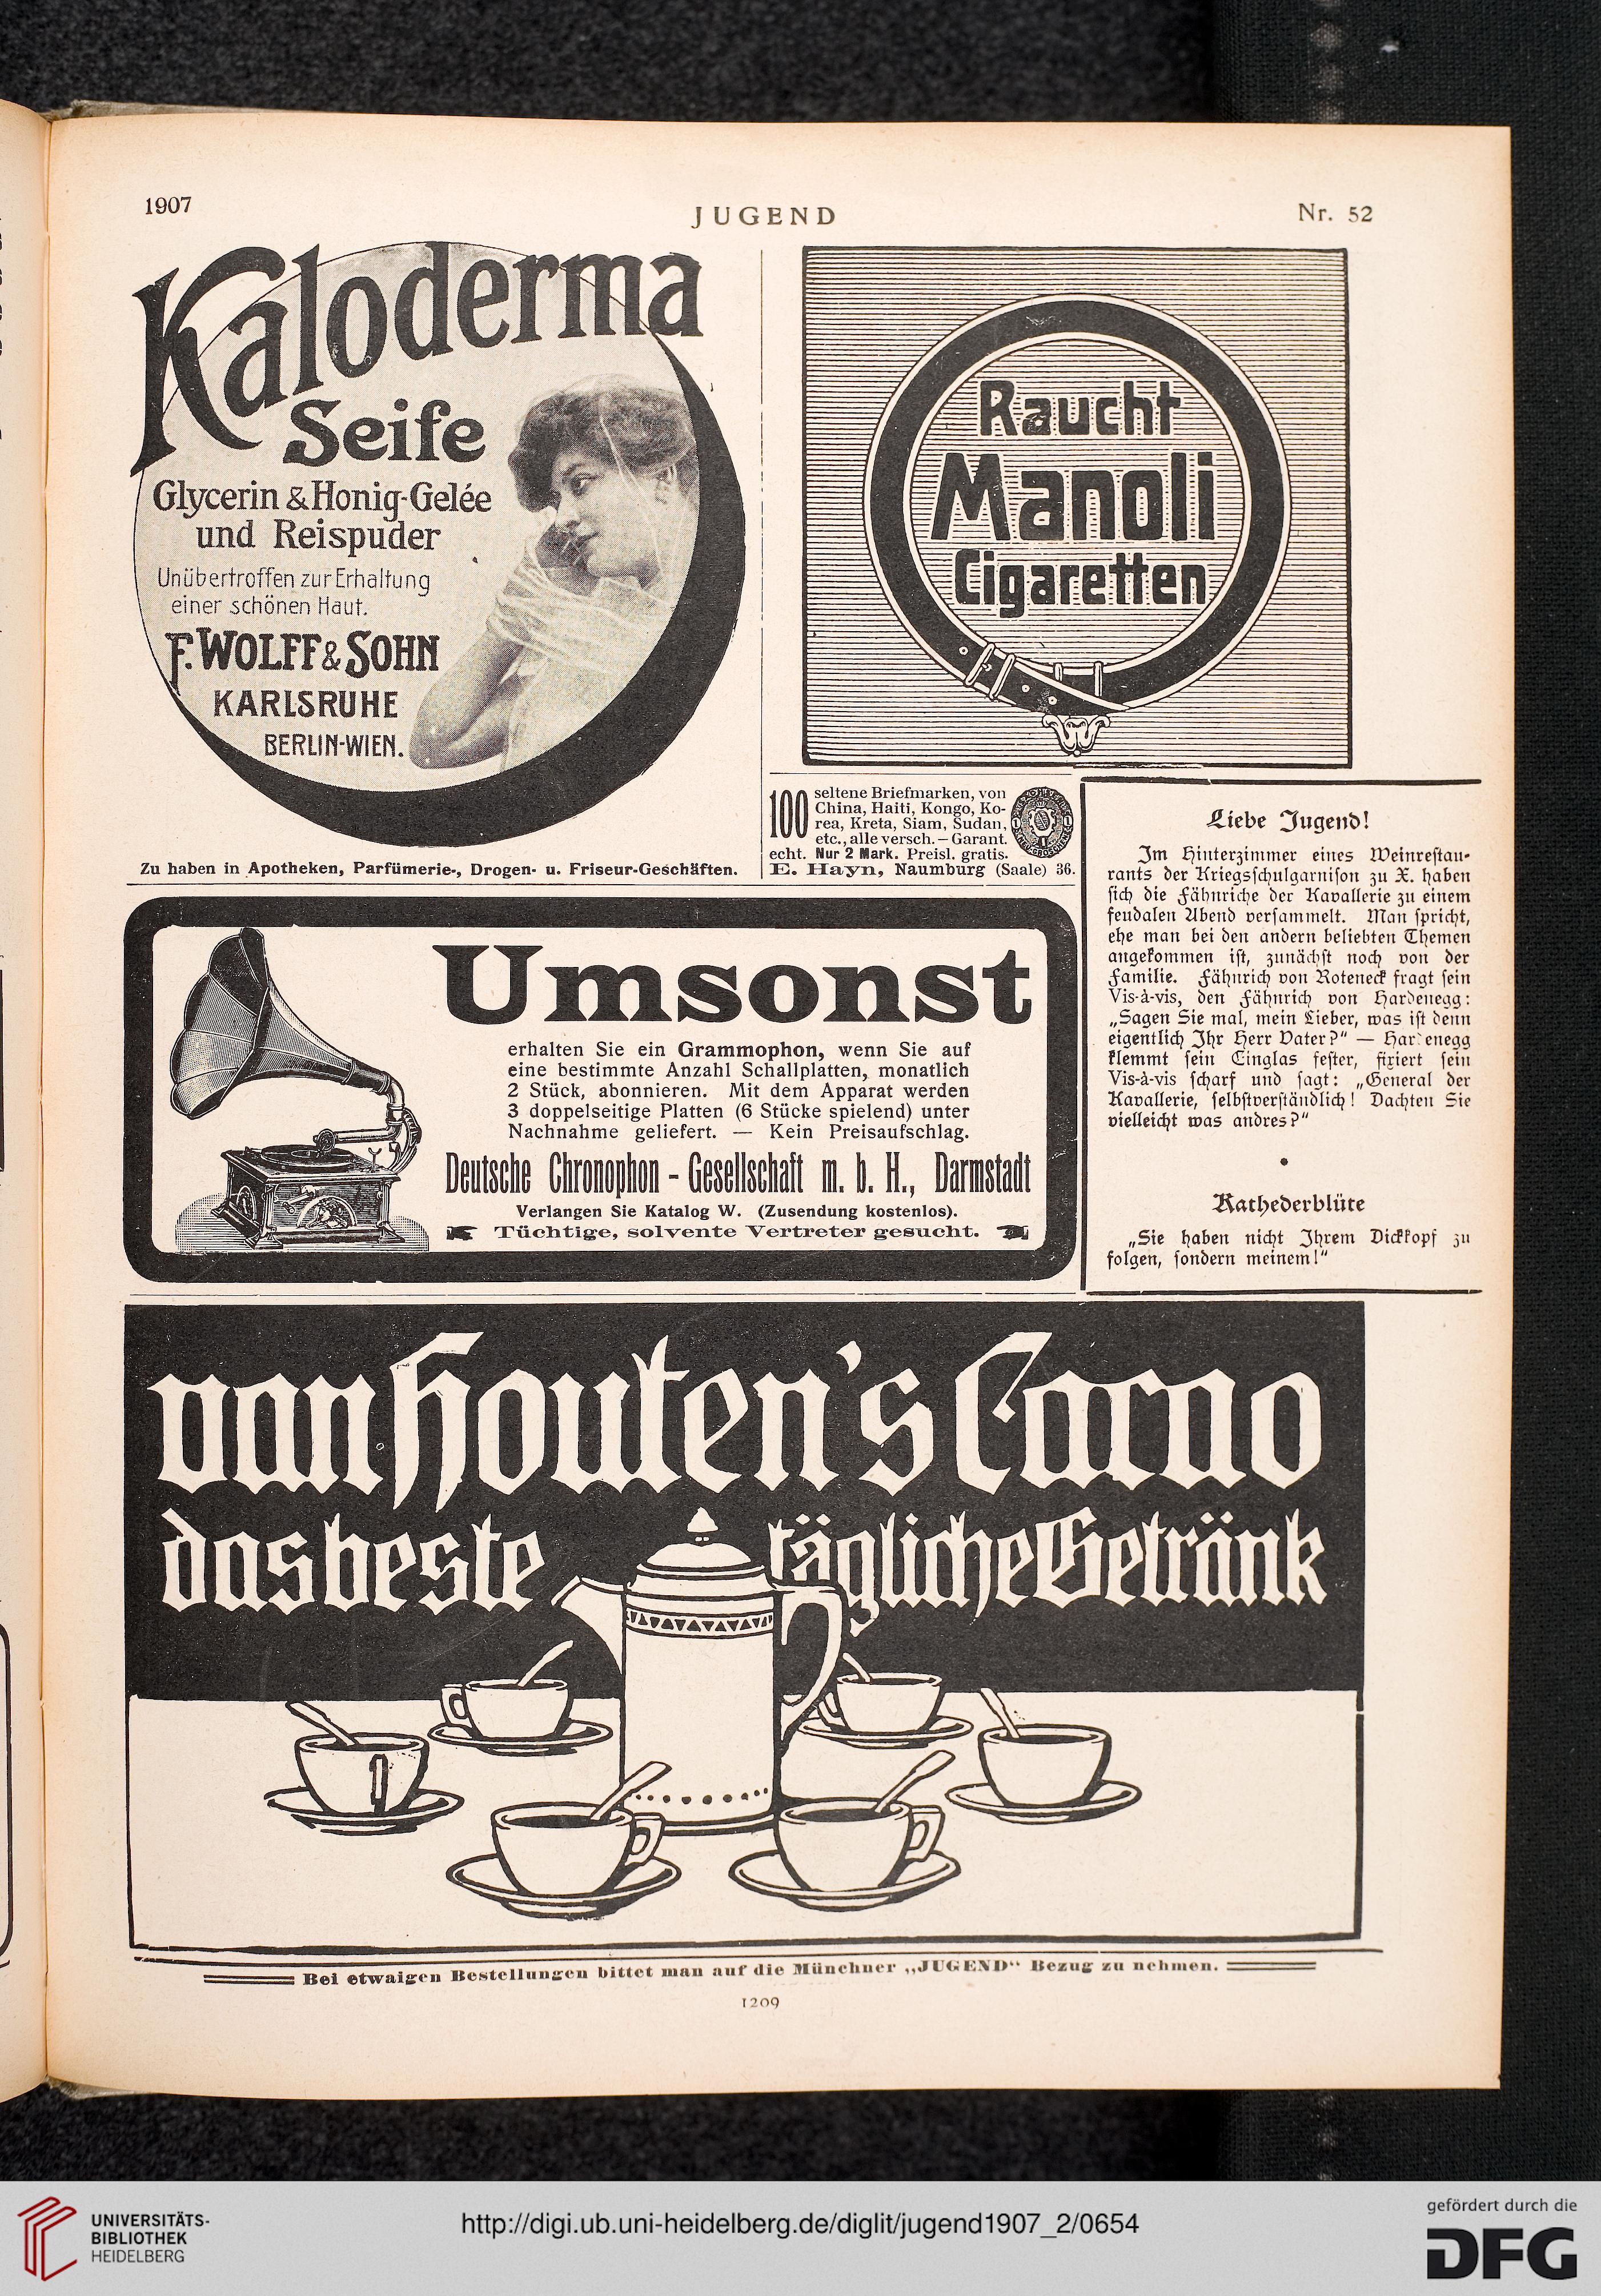 1907
JUGEND
Nr. 52
Kaloderma
Seife
Glycerin & Honig-Gelée
und Reispuder
Unübertroffen zur Erhaltung
einer schönen Haut.
F. WOLFF & SOHN
KARLSRUHE
BERLIN-WIEN.
Zu haben in Apotheken, Parfümerie-, Drogen- u. Friseur-Geschäften.
Raucht
Manoli
Cigaretten
100 seltene Briefmarken, von
China, Haiti, Kongo, Ko-
rea, Kreta, Siam, Sudan,
etc., alle versch. – Garant.
echt. Nur 2 Mark. Preisl. gratis.
E. Hayn, Naumburg (Saale) 36.
Umsonst
erhalten Sie ein Grammophon, wenn Sie auf
eine bestimmte Anzahl Schallplatten, monatlich
2 Stück, abonnieren. Mit dem Apparat werden
3 doppelseitige Platten (6 Stücke spielend) unter
Nachnahme geliefert. — Kein Preisaufschlag.
Deutsche Chronophon - Gesellschaft m. b. H., Darmstadt
Verlangen Sie Katalog W. (Zusendung kostenlos).
Tüchtige, solvente Vertreter gesucht.
Liebe Jugend!
Im Hinterzimmer eines Weinrestau-
rants der Kriegsschulgarnison zu X. haben
sich die Fähnriche der Kavallerie zu einem
feudalen Abend versammelt. Man spricht,
ehe man bei den andern beliebten Themen
angekommen ist, zunächst noch von der
Familie. Fähnrich von Roteneck fragt sein
Vis-à-vis, den Fähnrich von Hardenegg:
„Sagen Sie mal, mein Lieber, was ist denn
eigentlich Ihr Herr Vater?“ — Hardenegg
klemmt sein Einglas fester, fixiert sein
Vis-à-vis scharf und sagt: „General der
Kavallerie, selbstverständlich! Dachten Sie
vielleicht was andres?“
•
Kathederblüte
„Sie haben nicht Ihrem Dickkopf zu
folgen, sondern meinem!“
van Houten's Cacao
das beste tägliche Getränk
Bei etwaigen Bestellungen bittet man auf die Münchner „JUGEND“ Bezug zu nehmen.
1209
UNIVERSITÄTS-
BIBLIOTHEK
HEIDELBERG
http://digi.ub.uni-heidelberg.de/diglit/jugend1907_2/0654
gefördert durch die
DFG